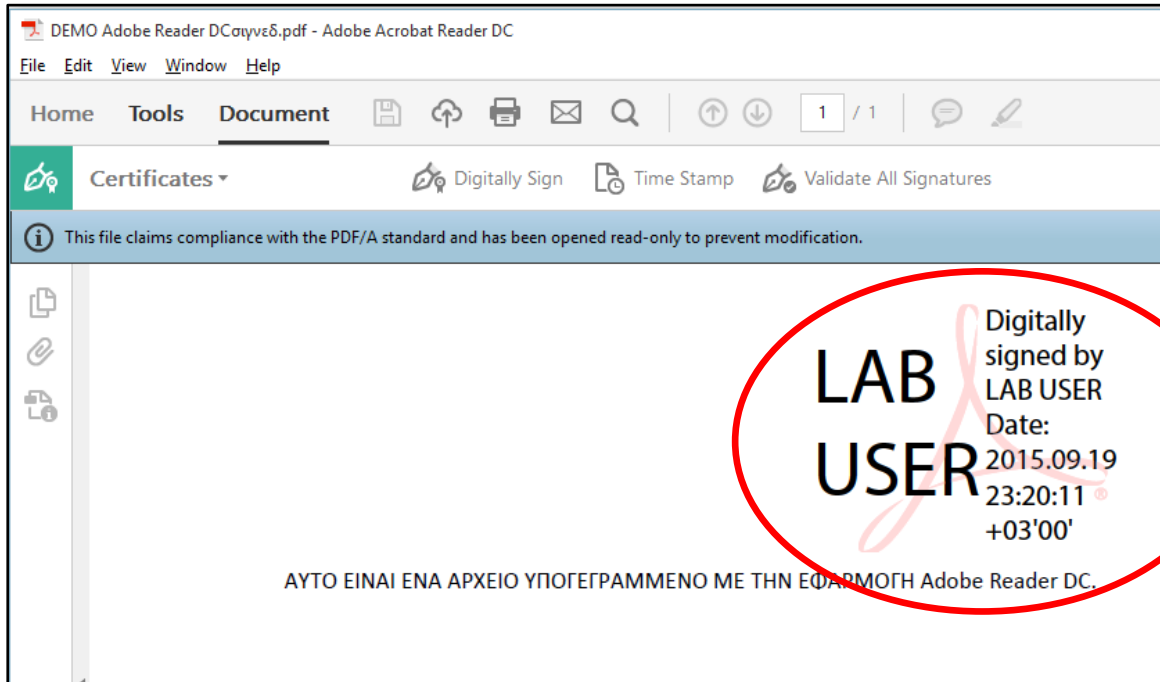 DEMO Adobe Reader DCσιγνεδ.pdf - Adobe Acrobat Reader DC
File Edit View Window Help
Home Tools Document 1 / 1
Certificates Digitally Sign Time Stamp Validate All Signatures
This file claims compliance with the PDF/A standard and has been opened read-only to prevent modification.
LAB
USER
Digitally
signed by
LAB USER
Date:
2015.09.19
23:20:11
+03'00'
ΑΥΤΟ ΕΙΝΑΙ ΕΝΑ ΑΡΧΕΙΟ ΥΠΟΓΕΓΡΑΜΜΕΝΟ ΜΕ ΤΗΝ ΕΦΑΡΜΟΓΗ Adobe Reader DC.